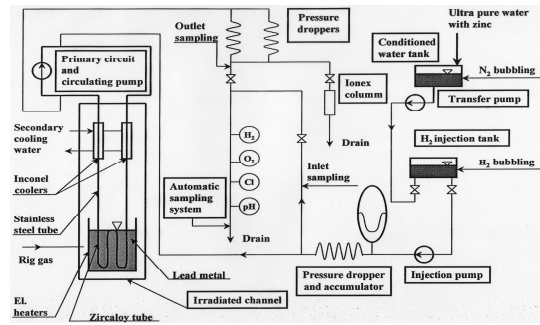 Ultra pure water
with zinc
Pressure
droppers
Outlet
sampling
Conditioned
water tank
Primary circuit
and
circulating pump
N2 bubbling
Ionex
columm
Transfer pump
Secondary
cooling
water
H2
Drain
H2 injection tank
O2
Inlet
sampling
H2 bubbling
Inconel
coolers
Cl
Automatic
sampling
system
Stainless
steel tube
pH
Drain
Rig gas
Lead metal
Pressure dropper
and accumulator
Injection pump
El.
heaters
Irradiated channel
Zircaloy tube